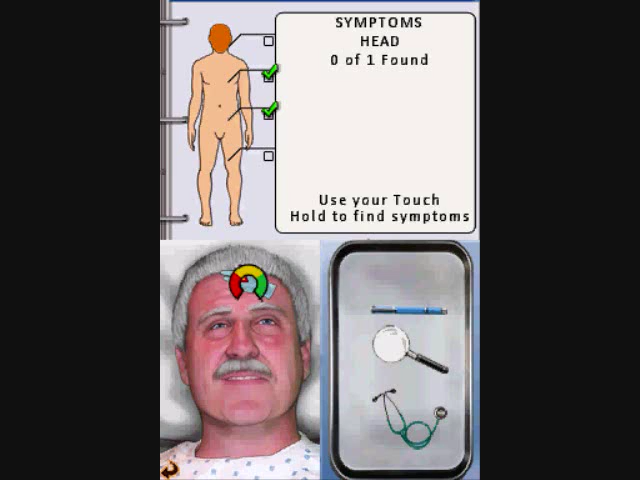 SYMPTOMS
HEAD
0 of 1 Found
Use your Touch
Hold to find symptoms